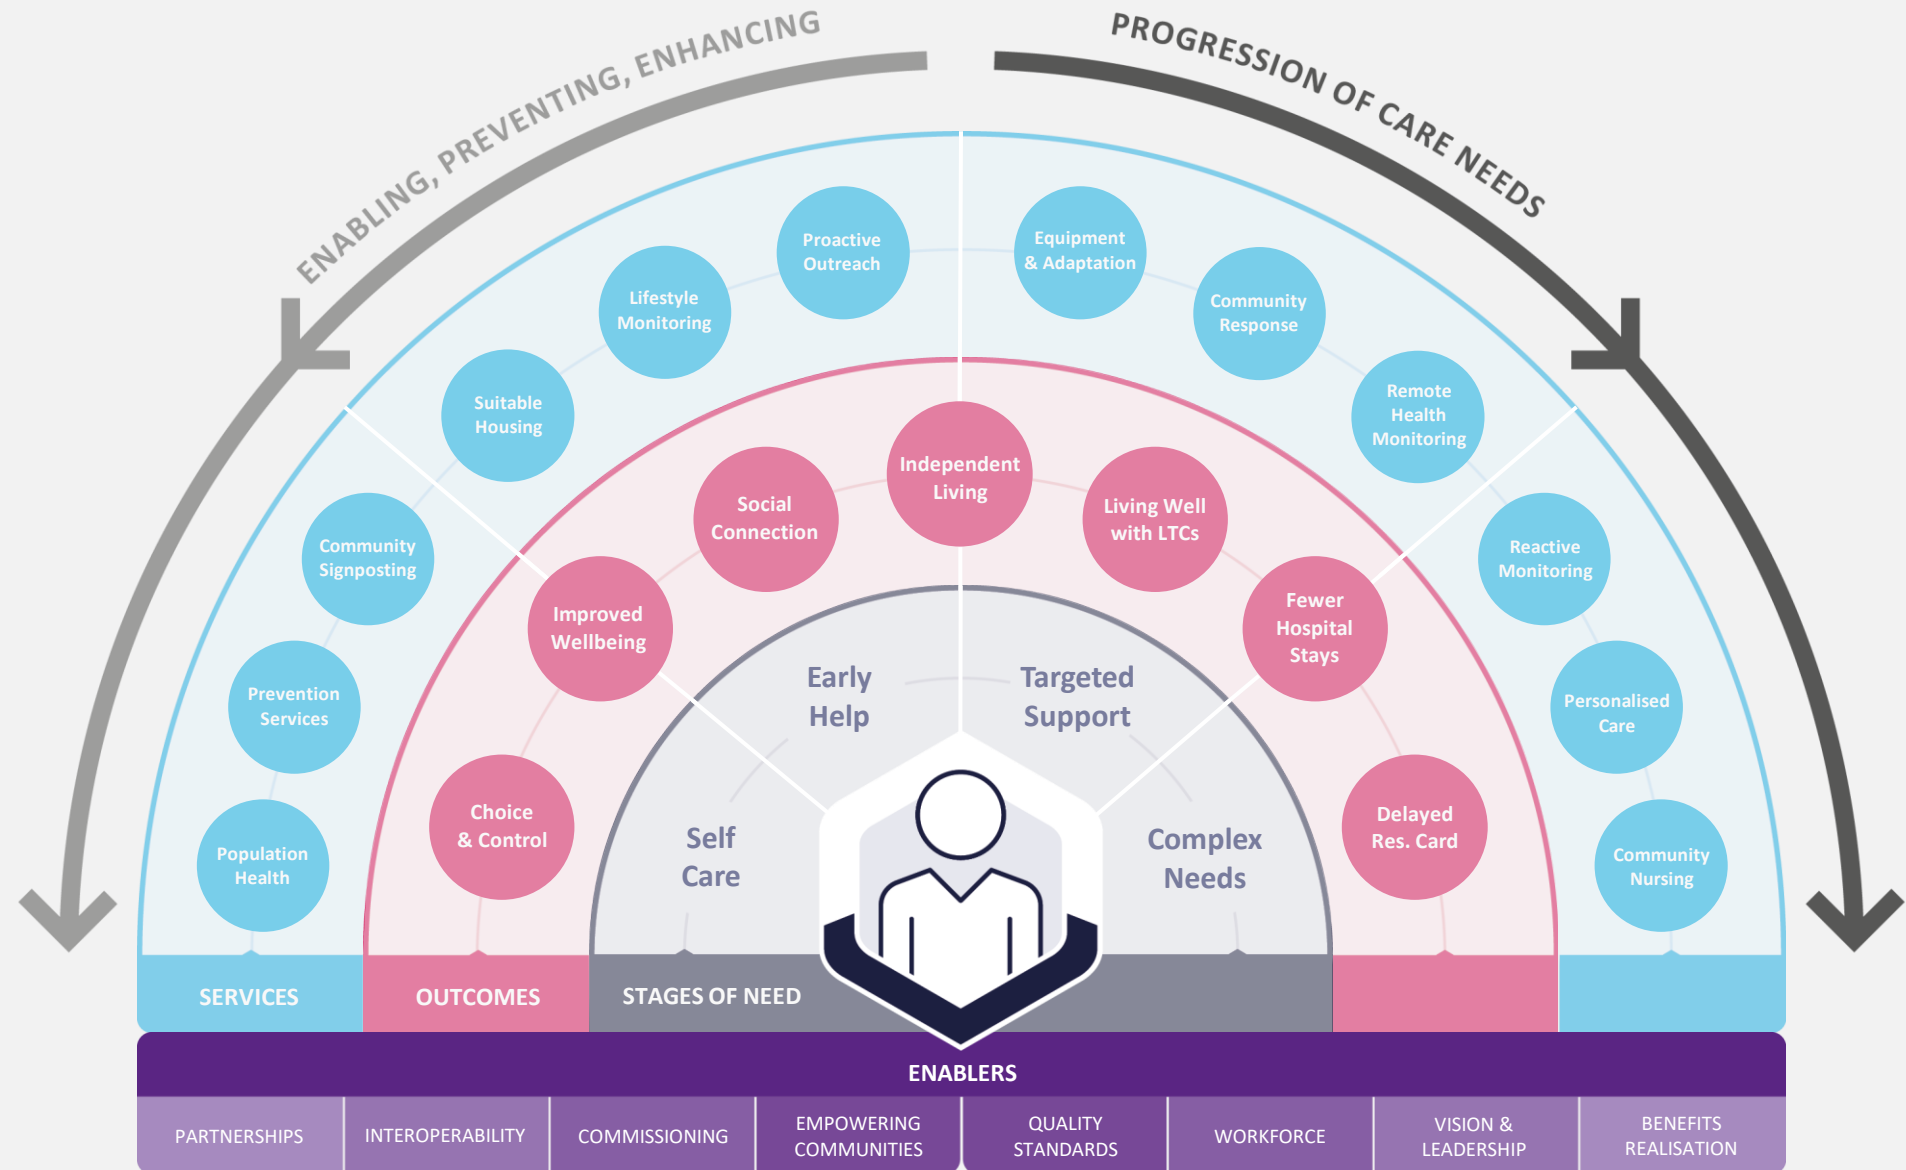 ENABLING, PREVENTING, ENHANCING
PROGRESSION OF CARE NEEDS
Proactive
Outreach
Equipment
& Adaptation
Lifestyle
Monitoring
Community
Response
Suitable
Housing
Remote
Health
Monitoring
Community
Signposting
Reactive
Monitoring
Prevention
Services
Personalised
Care
Population
Health
Community
Nursing
Independent
Living
Social
Connection
Living Well
with LTCs
Improved
Wellbeing
Fewer
Hospital
Stays
Choice
& Control
Delayed
Res. Card
Early
Help
Targeted
Support
Self
Care
Complex
Needs
SERVICES
OUTCOMES
STAGES OF NEED
ENABLERS
PARTNERSHIPS
INTEROPERABILITY
COMMISSIONING
EMPOWERING
COMMUNITIES
QUALITY
STANDARDS
WORKFORCE
VISION &
LEADERSHIP
BENEFITS
REALISATION